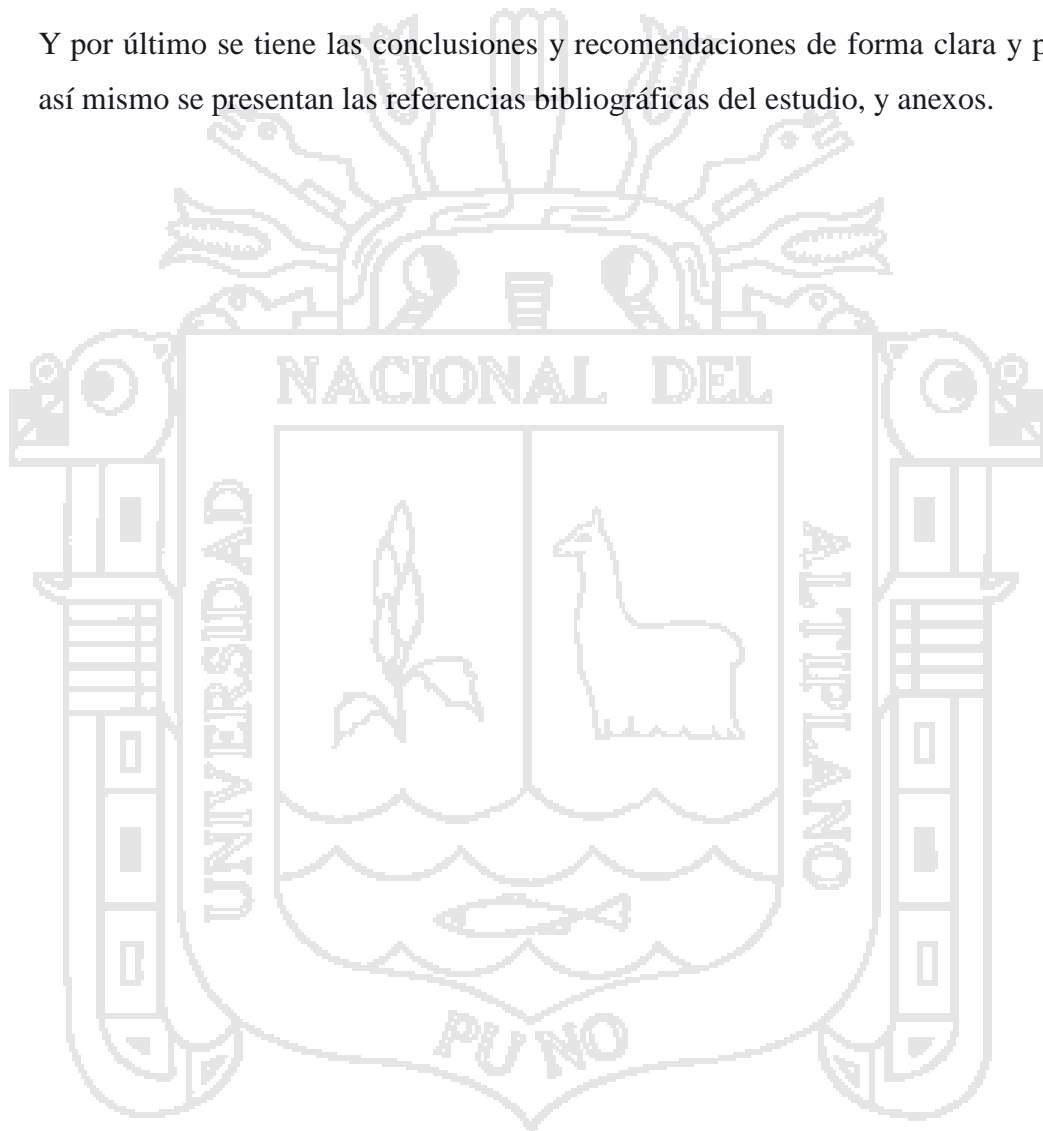 Y por último se tiene las conclusiones y recomendaciones de forma clara y
así mismo se presentan las referencias bibliográficas del estudio, y anexos.
NACIONAL DEL
UNIVERSIDAD
ALTIPLANO
PUNO